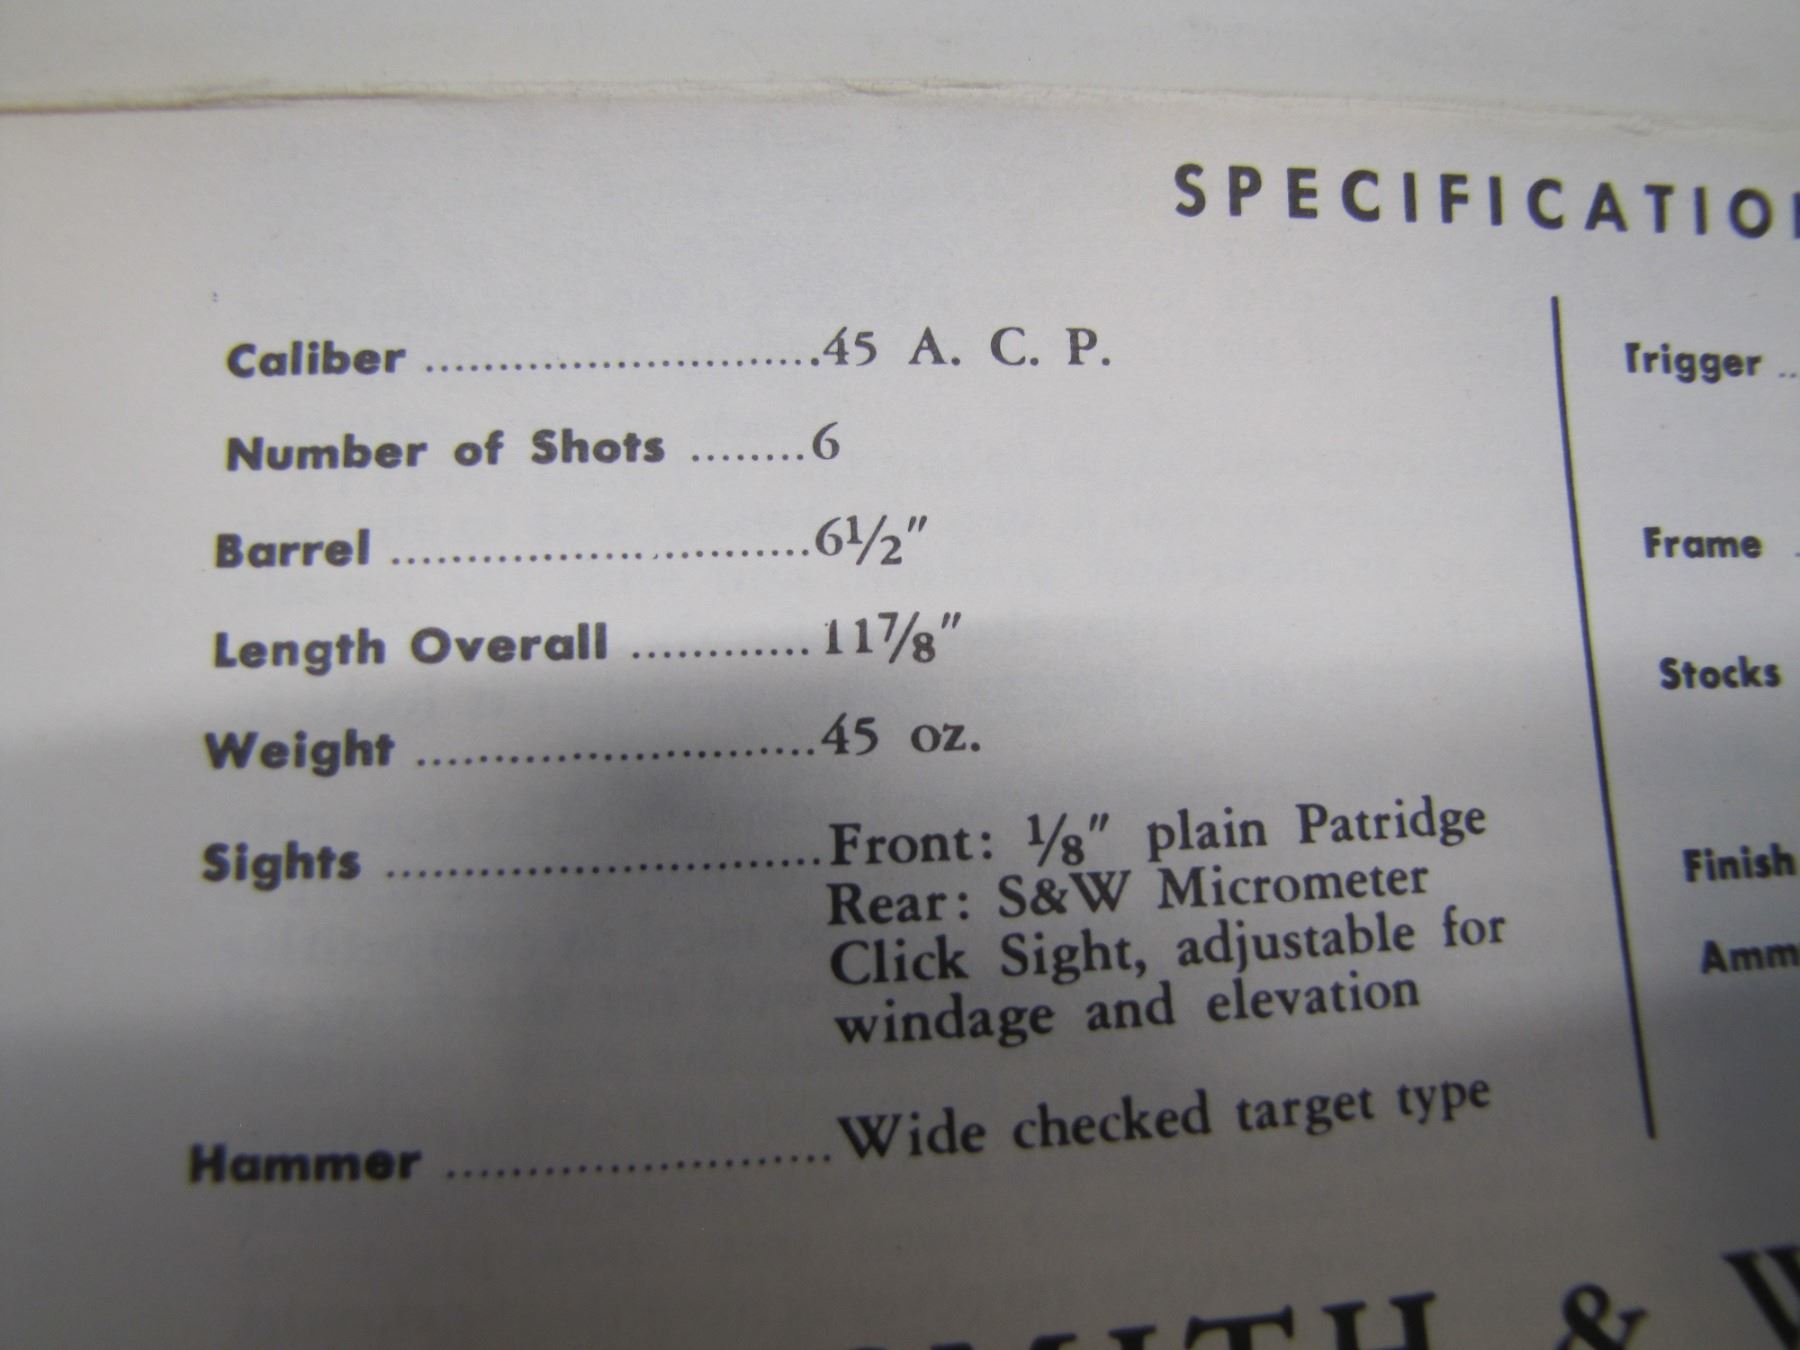 SPECIFICATIO
Caliber ...........................45 A. C. P.
Number of Shots ........6
Barrel .............................6½"
Length Overall ............ 11⅞"
Weight ...........................45 oz.
Sights ..............................Front: ⅛" plain Patridge
Rear: S&W Micrometer
Click Sight, adjustable for
windage and elevation
Hammer ........................Wide checked target type
Trigger ..
Frame
Stocks
Finish
Amm
SMITH & W